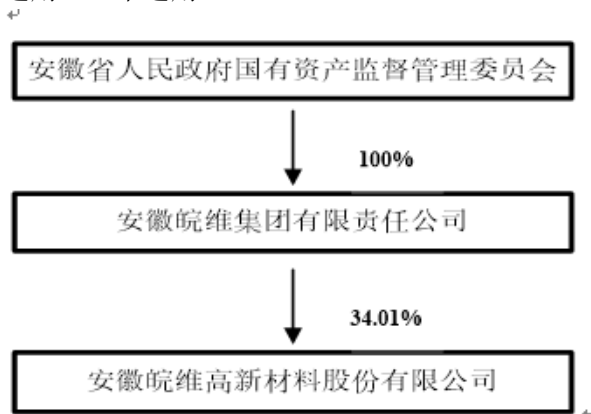 安徽省人民政府国有资产监督管理委员会
100%
安徽皖维集团有限责任公司
34.01%
安徽皖维高新材料股份有限公司